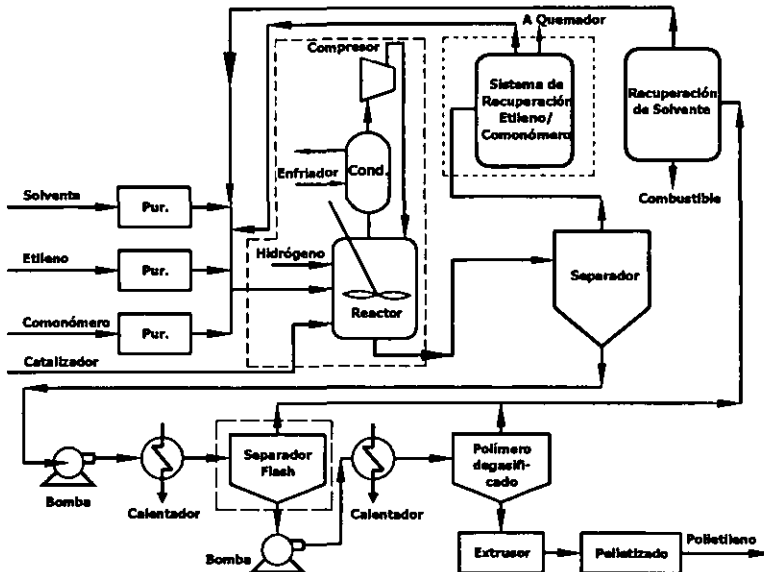 A Quemador
Compresor
Sistema de
Recuperación
Etileno/
Comonómero
Recuperación
de Solvente
Cond.
Enfriador
Combustible
Solvente
Pur.
Hidrógeno
Etileno
Pur.
Separador
Reactor
Comonómero
Pur.
Catalizador
Separador
Flash
Polímero
degasifi-
cado
Bomba
Calentador
Calentador
Bomba
Extrusor
Pelletizado
Polietileno